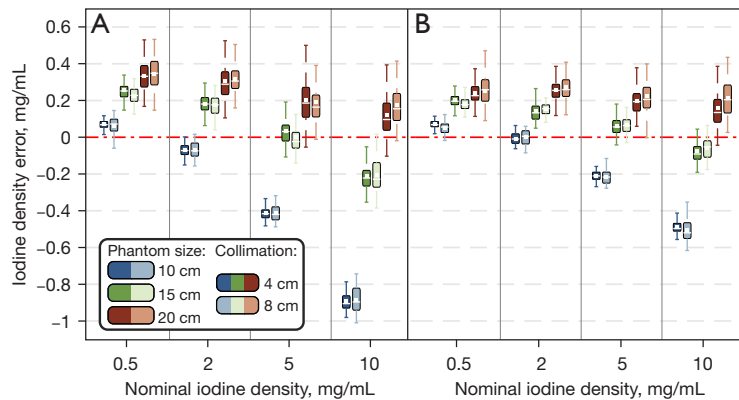 A
B
Iodine density error, mg/mL
0.6
0.4
0.2
0
−0.2
−0.4
−0.6
−0.8
−1
Phantom size:
10 cm
15 cm
20 cm
Collimation:
4 cm
8 cm
0.5 2 5 10
0.5 2 5 10
Nominal iodine density, mg/mL
Nominal iodine density, mg/mL